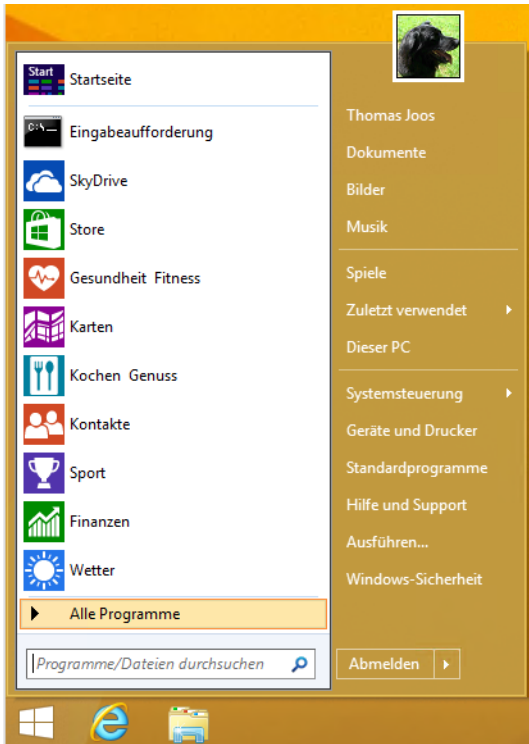 Start
Startseite
C:\_
Eingabeaufforderung
SkyDrive
Store
Gesundheit Fitness
Karten
Kochen Genuss
Kontakte
Sport
Finanzen
Wetter
Alle Programme
Programme/Dateien durchsuchen
Thomas Joos
Dokumente
Bilder
Musik
Spiele
Zuletzt verwendet
Dieser PC
Systemsteuerung
Geräte und Drucker
Standardprogramme
Hilfe und Support
Ausführen...
Windows-Sicherheit
Abmelden